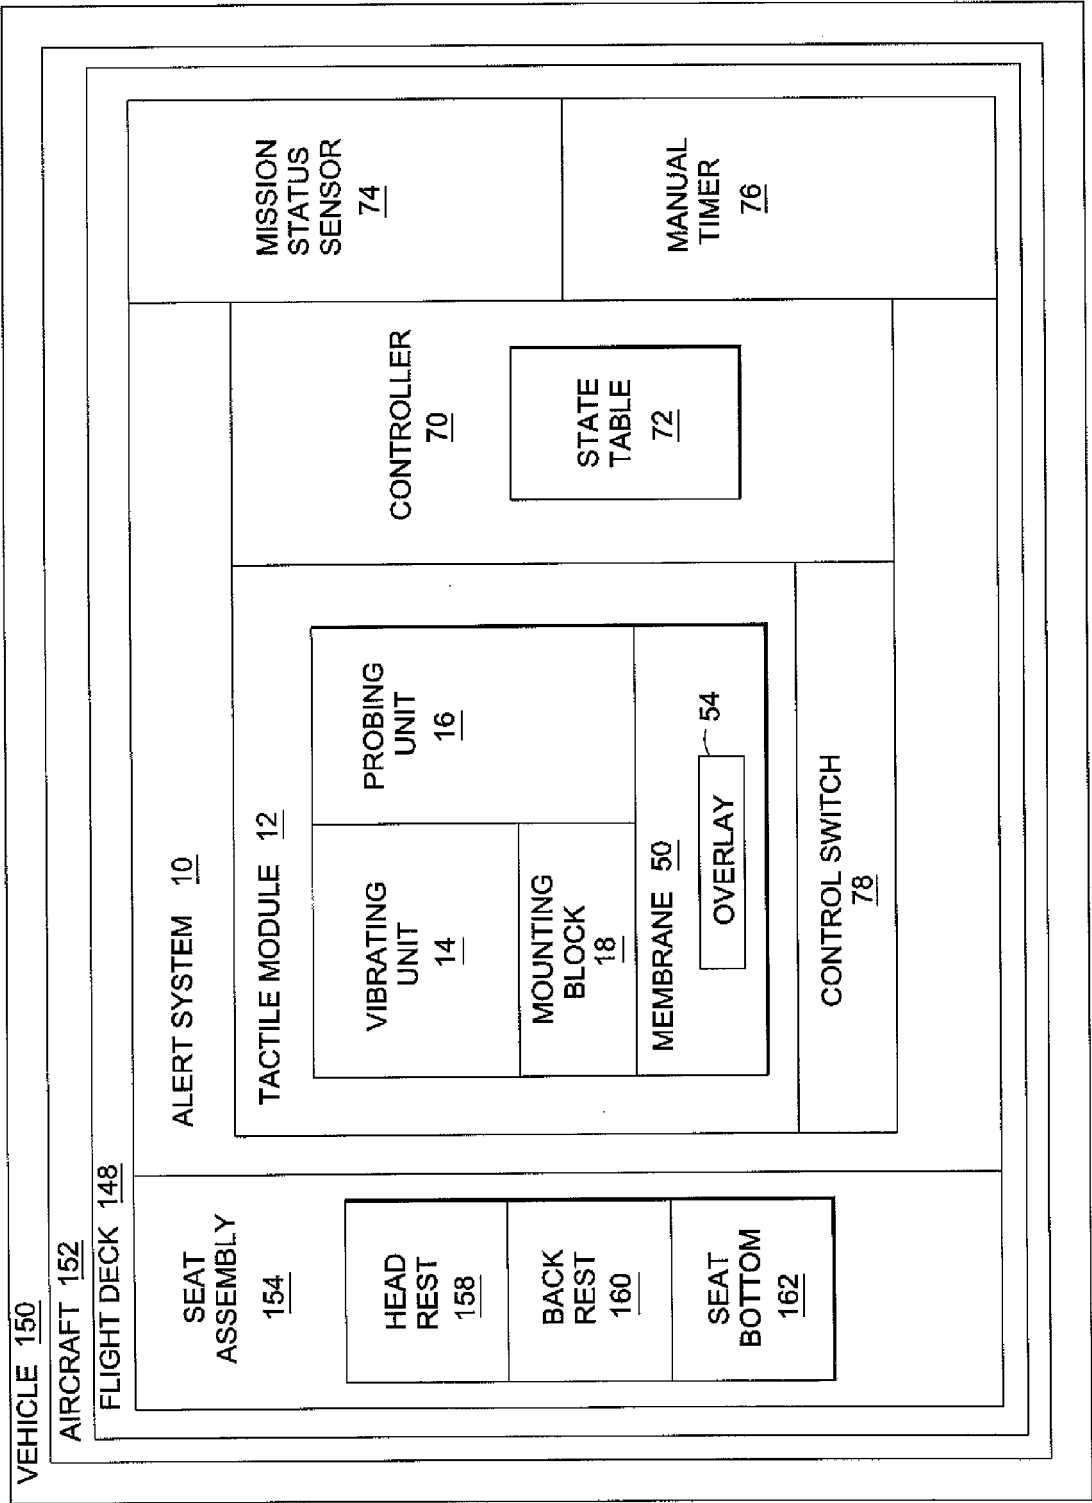 VEHICLE 150
AIRCRAFT 152
FLIGHT DECK 148
SEAT
ASSEMBLY
154
HEAD
REST
158
BACK
REST
160
SEAT
BOTTOM
162
ALERT SYSTEM 10
TACTILE MODULE 12
VIBRATING
UNIT
14
PROBING
UNIT
16
MOUNTING
BLOCK
18
MEMBRANE 50
OVERLAY
54
CONTROL SWITCH
78
CONTROLLER
70
STATE
TABLE
72
MISSION
STATUS
SENSOR
74
MANUAL
TIMER
76